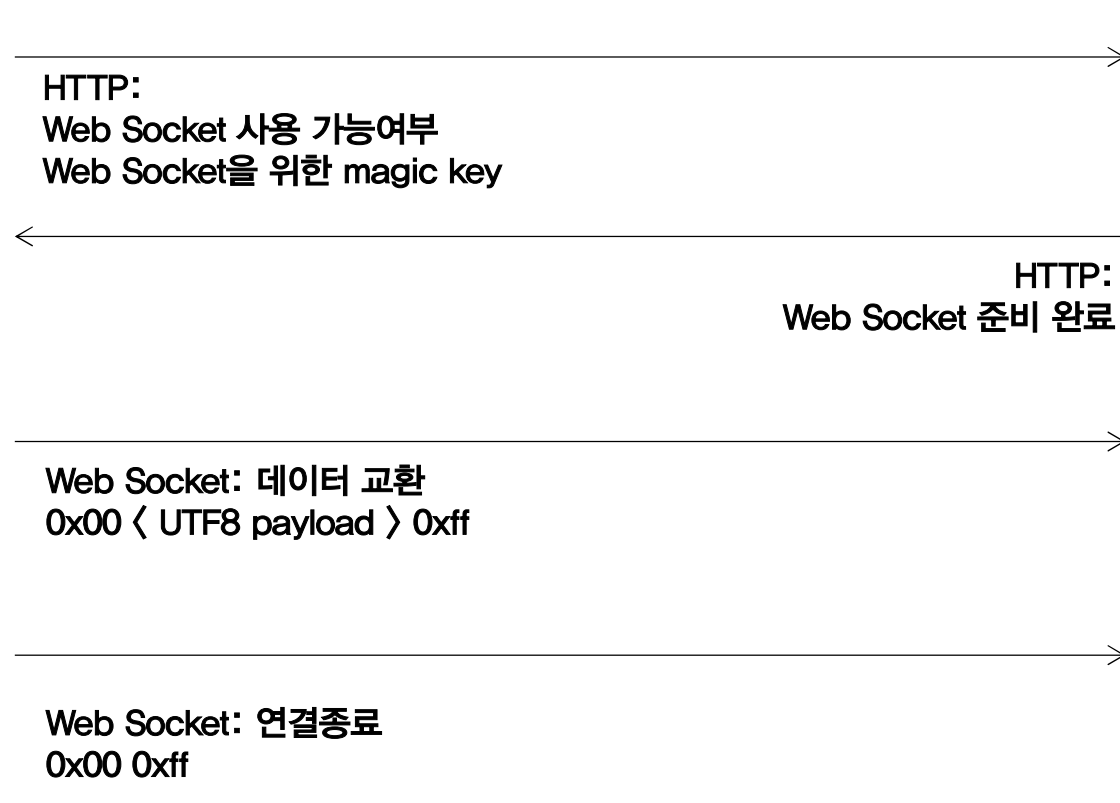 HTTP:
Web Socket 사용 가능여부
Web Socket을 위한 magic key
HTTP:
Web Socket 준비 완료
Web Socket: 데이터 교환
0x00 < UTF8 payload > 0xff
Web Socket: 연결종료
0x00 0xff